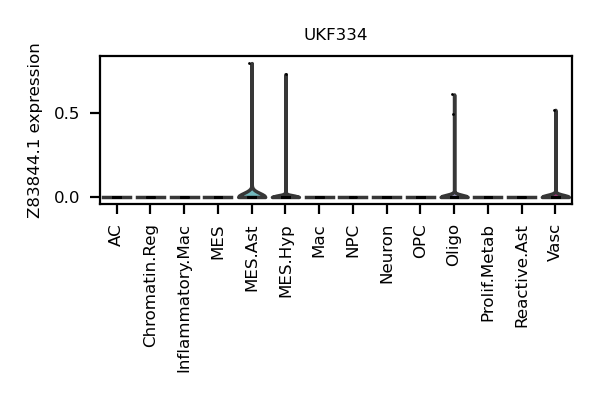 UKF334
Z83844.1 expression
0.5
0.0
AC
Chromatin.Reg
Inflammatory.Mac
MES
MES.Ast
MES.Hyp
Mac
NPC
Neuron
OPC
Oligo
Prolif.Metab
Reactive.Ast
Vasc